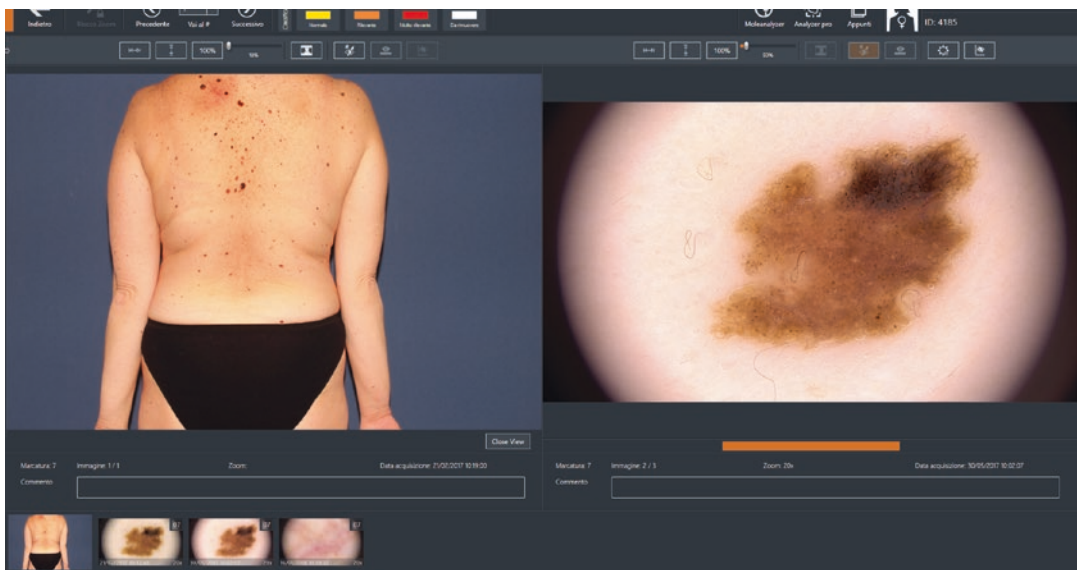 Indietro
Precedente
Vai al #
Successivo
Normale
Rilevante
Molto rilevante
Moleanalyser
Analyzer pro
Appunti
ID: 4185
100%
100%
Close View
Marcatura: 7
Immagine: 1 / 1
Zoom:
Data acquisizione: 21/02/2017 10:19:03
Commento
Marcatura: 7
Immagine: 2 / 3
Zoom: 20x
Data acquisizione: 30/05/2017 10:02:07
Commento